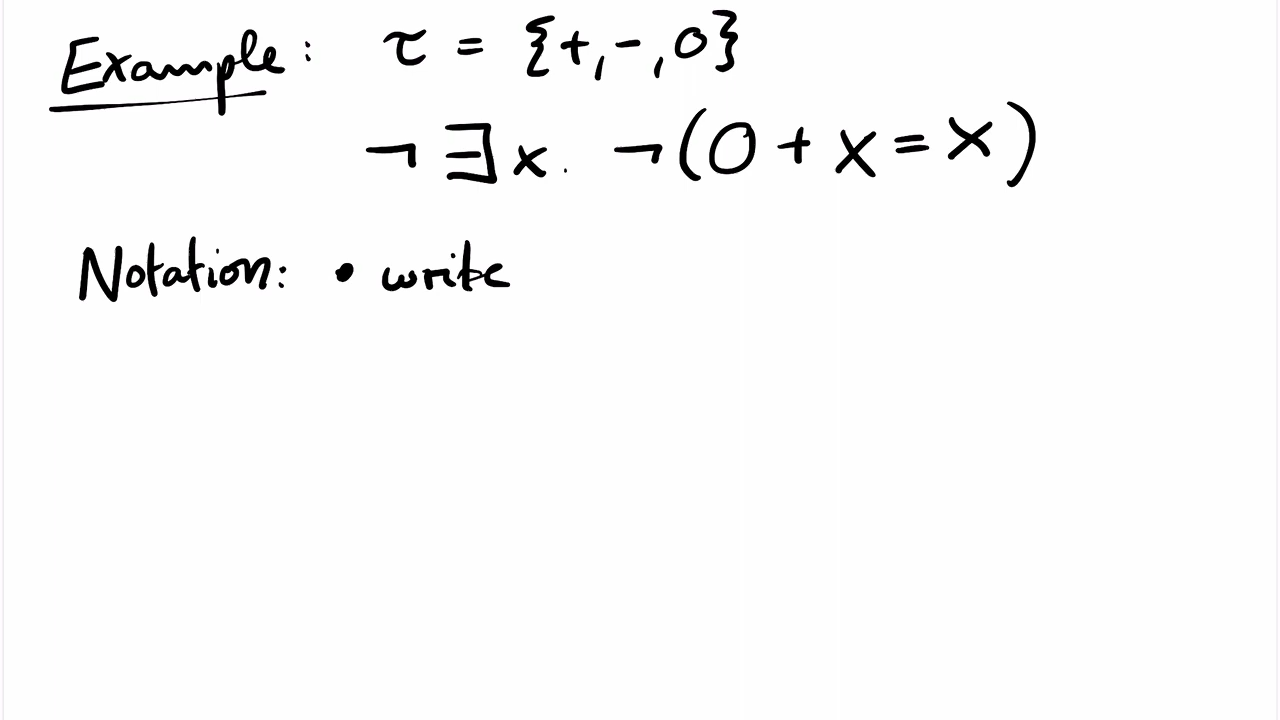 Example: τ = {+,-,0}
¬∃x. ¬(0+x=x)
Notation: • write